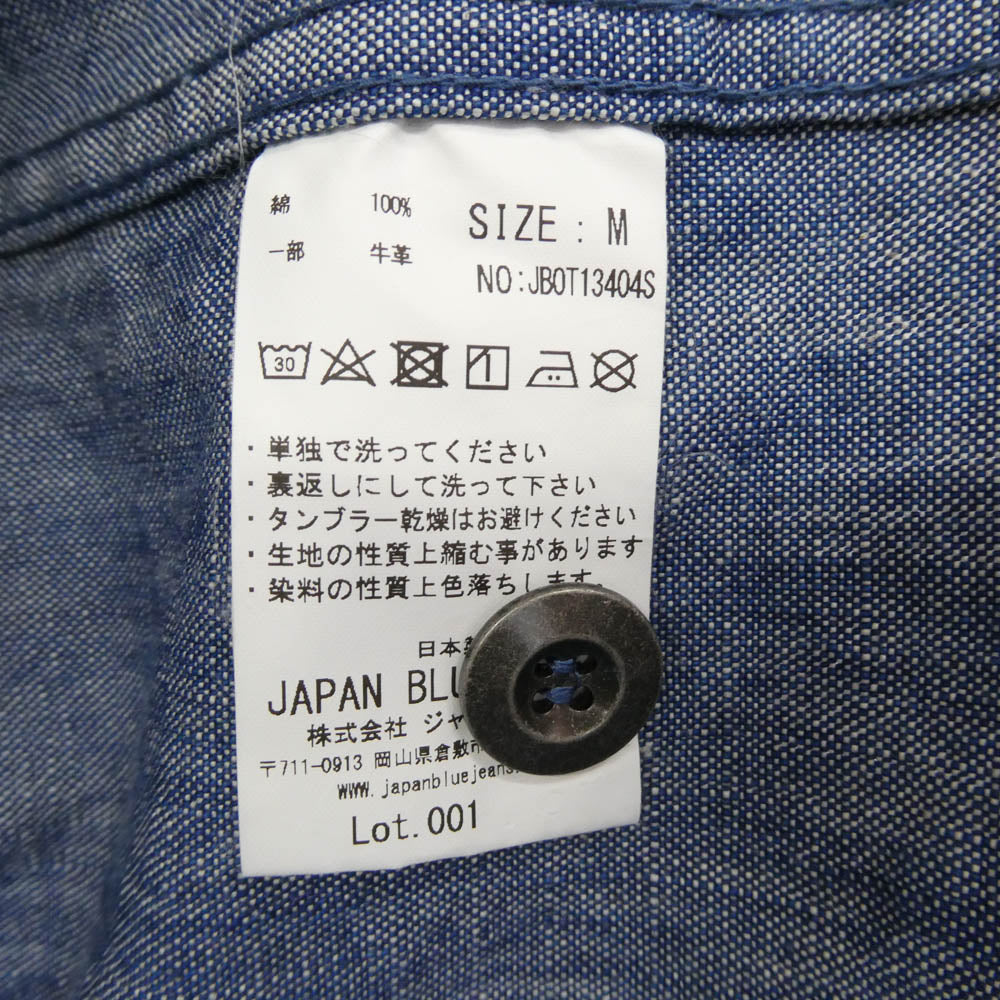 綿 100%
一部 牛革
SIZE : M
NO:JBOT13404S
30
1
・単独で洗ってください
・裏返しにして洗って下さい
・タンブラー乾燥はお避けください
・生地の性質上縮む事があります
・染料の性質上色落ちします。
日本
JAPAN
株式会社
〒711-0913 岡山県倉敷市
www.japanbluejeans
Lot.001